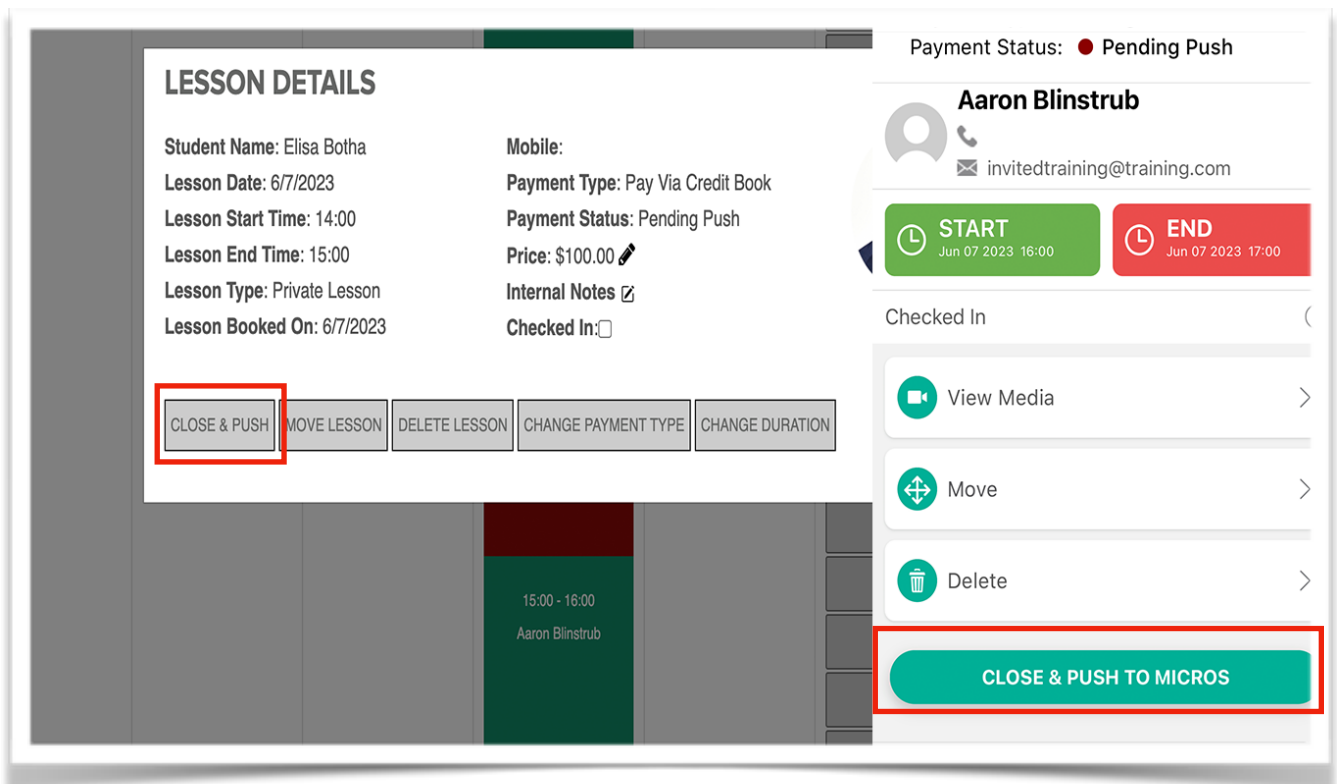 LESSON DETAILS
Student Name: Elisa Botha
Lesson Date: 6/7/2023
Lesson Start Time: 14:00
Lesson End Time: 15:00
Lesson Type: Private Lesson
Lesson Booked On: 6/7/2023
Mobile:
Payment Type: Pay Via Credit Book
Payment Status: Pending Push
Price: $100.00
Internal Notes
Checked In:
CLOSE & PUSH
MOVE LESSON
DELETE LESSON
CHANGE PAYMENT TYPE
CHANGE DURATION
15:00 - 16:00
Aaron Blinstrub
Payment Status: Pending Push
Aaron Blinstrub
invitedtraining@training.com
START
Jun 07 2023 16:00
END
Jun 07 2023 17:00
Checked In
View Media
Move
Delete
CLOSE & PUSH TO MICROS